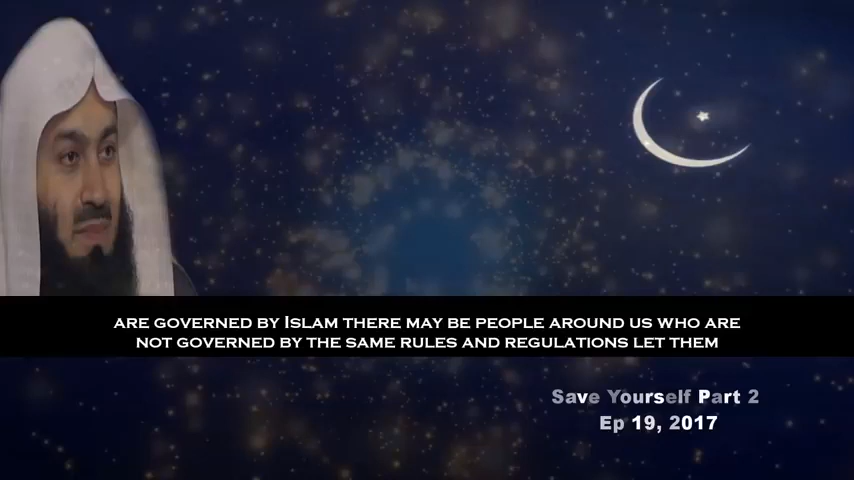 ARE GOVERNED BY ISLAM THERE MAY BE PEOPLE AROUND US WHO ARE
NOT GOVERNED BY THE SAME RULES AND REGULATIONS LET THEM
Save Yourself Part 2
Ep 19, 2017